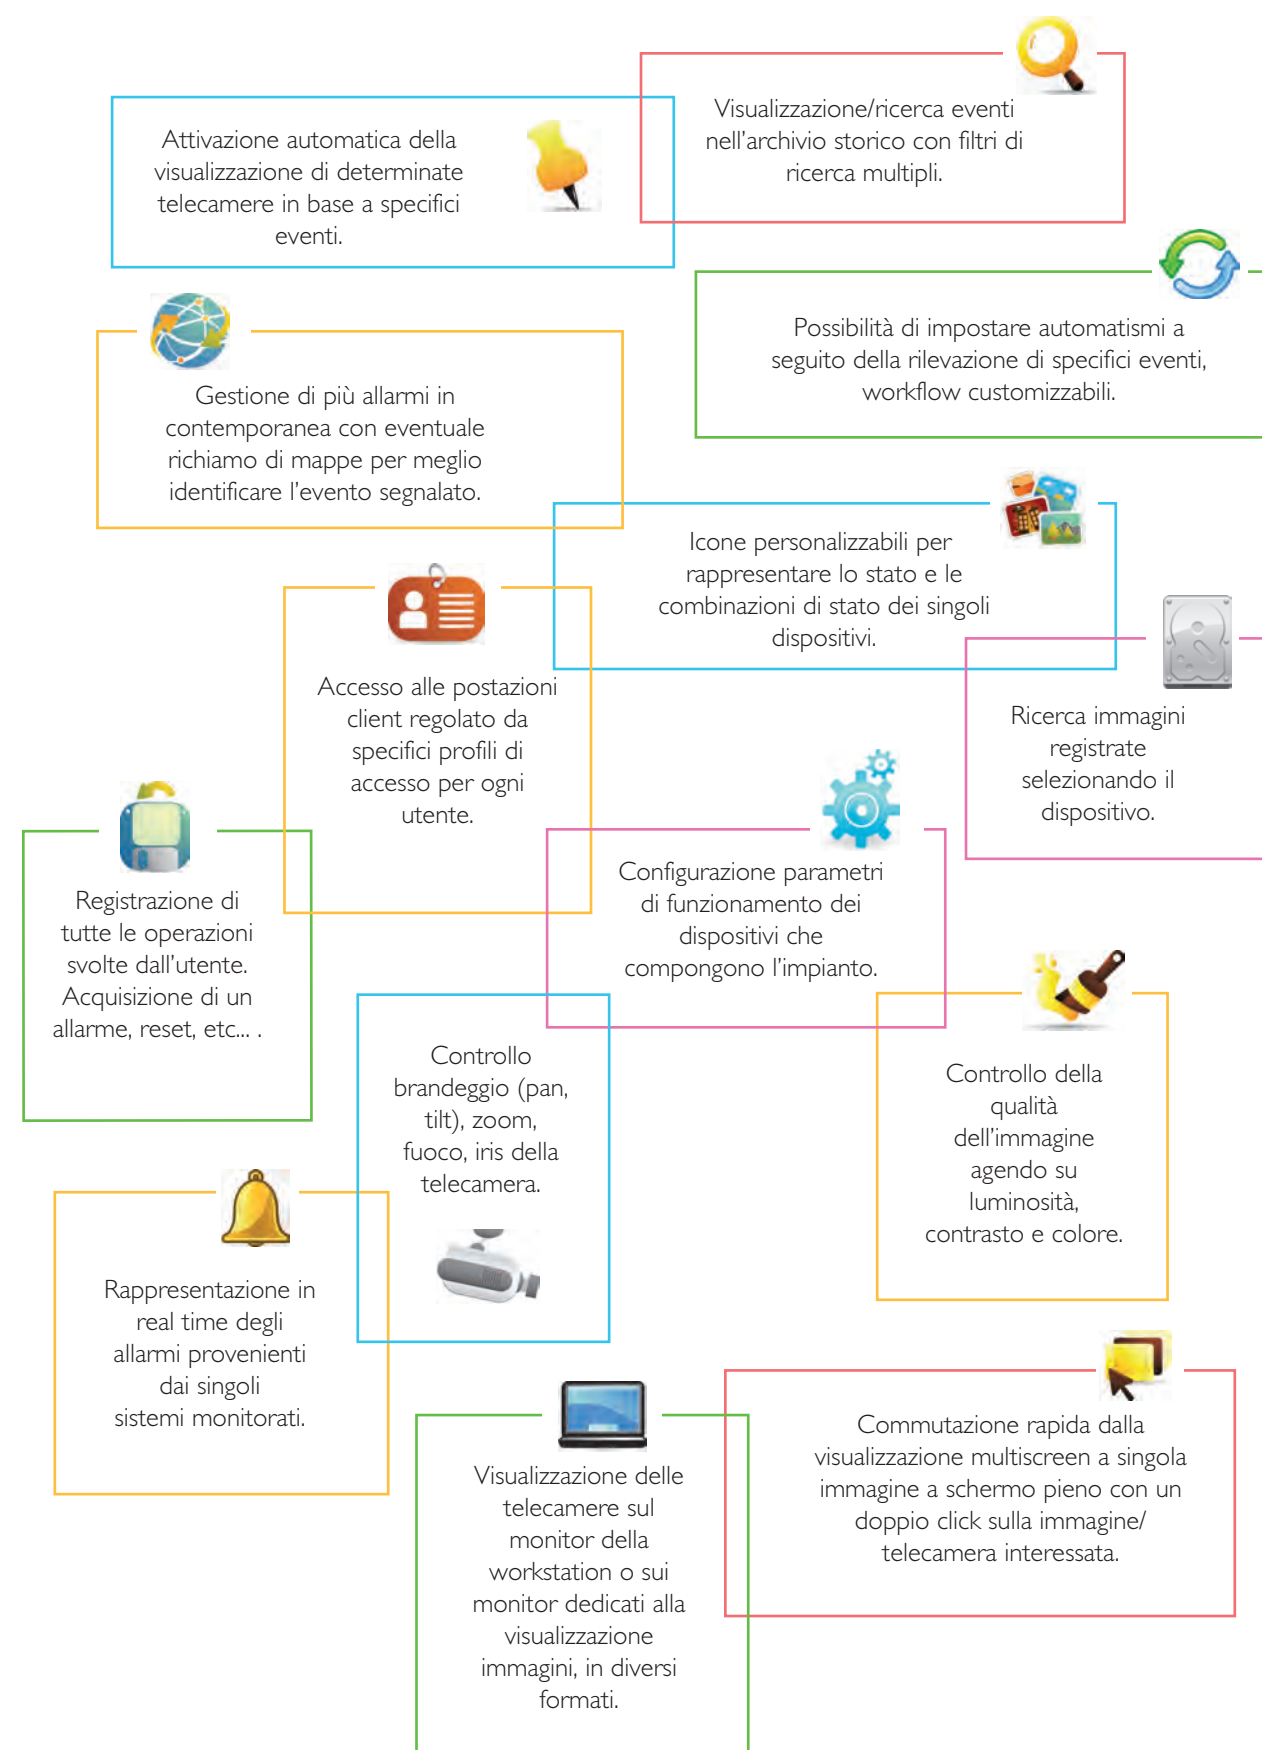 Visualizzazione/ricerca eventi
nell'archivio storico con filtri di
ricerca multipli.
Attivazione automatica della
visualizzazione di determinate
telecamere in base a specifici
eventi.
Possibilità di impostare automatismi a
seguito della rilevazione di specifici eventi,
workflow customizzabili.
Gestione di più allarmi in
contemporanea con eventuale
richiamo di mappe per meglio
identificare l'evento segnalato.
Icone personalizzabili per
rappresentare lo stato e le
combinazioni di stato dei singoli
dispositivi.
Accesso alle postazioni
client regolato da
specifici profili di
accesso per ogni
utente.
Ricerca immagini
registrate
selezionando il
dispositivo.
Configurazione parametri
di funzionamento dei
dispositivi che
compongono l'impianto.
Registrazione di
tutte le operazioni
svolte dall'utente.
Acquisizione di un
allarme, reset, etc... .
Controllo
brandeggio (pan,
tilt), zoom,
fuoco, iris della
telecamera.
Controllo della
qualità
dell'immagine
agendo su
luminosità,
contrasto e colore.
Rappresentazione in
real time degli
allarmi provenienti
dai singoli
sistemi monitorati.
Commutazione rapida dalla
visualizzazione multiscreen a singola
immagine a schermo pieno con un
doppio click sulla immagine/
telecamera interessata.
Visualizzazione delle
telecamere sul
monitor della
workstation o sui
monitor dedicati alla
visualizzazione
immagini, in diversi
formati.